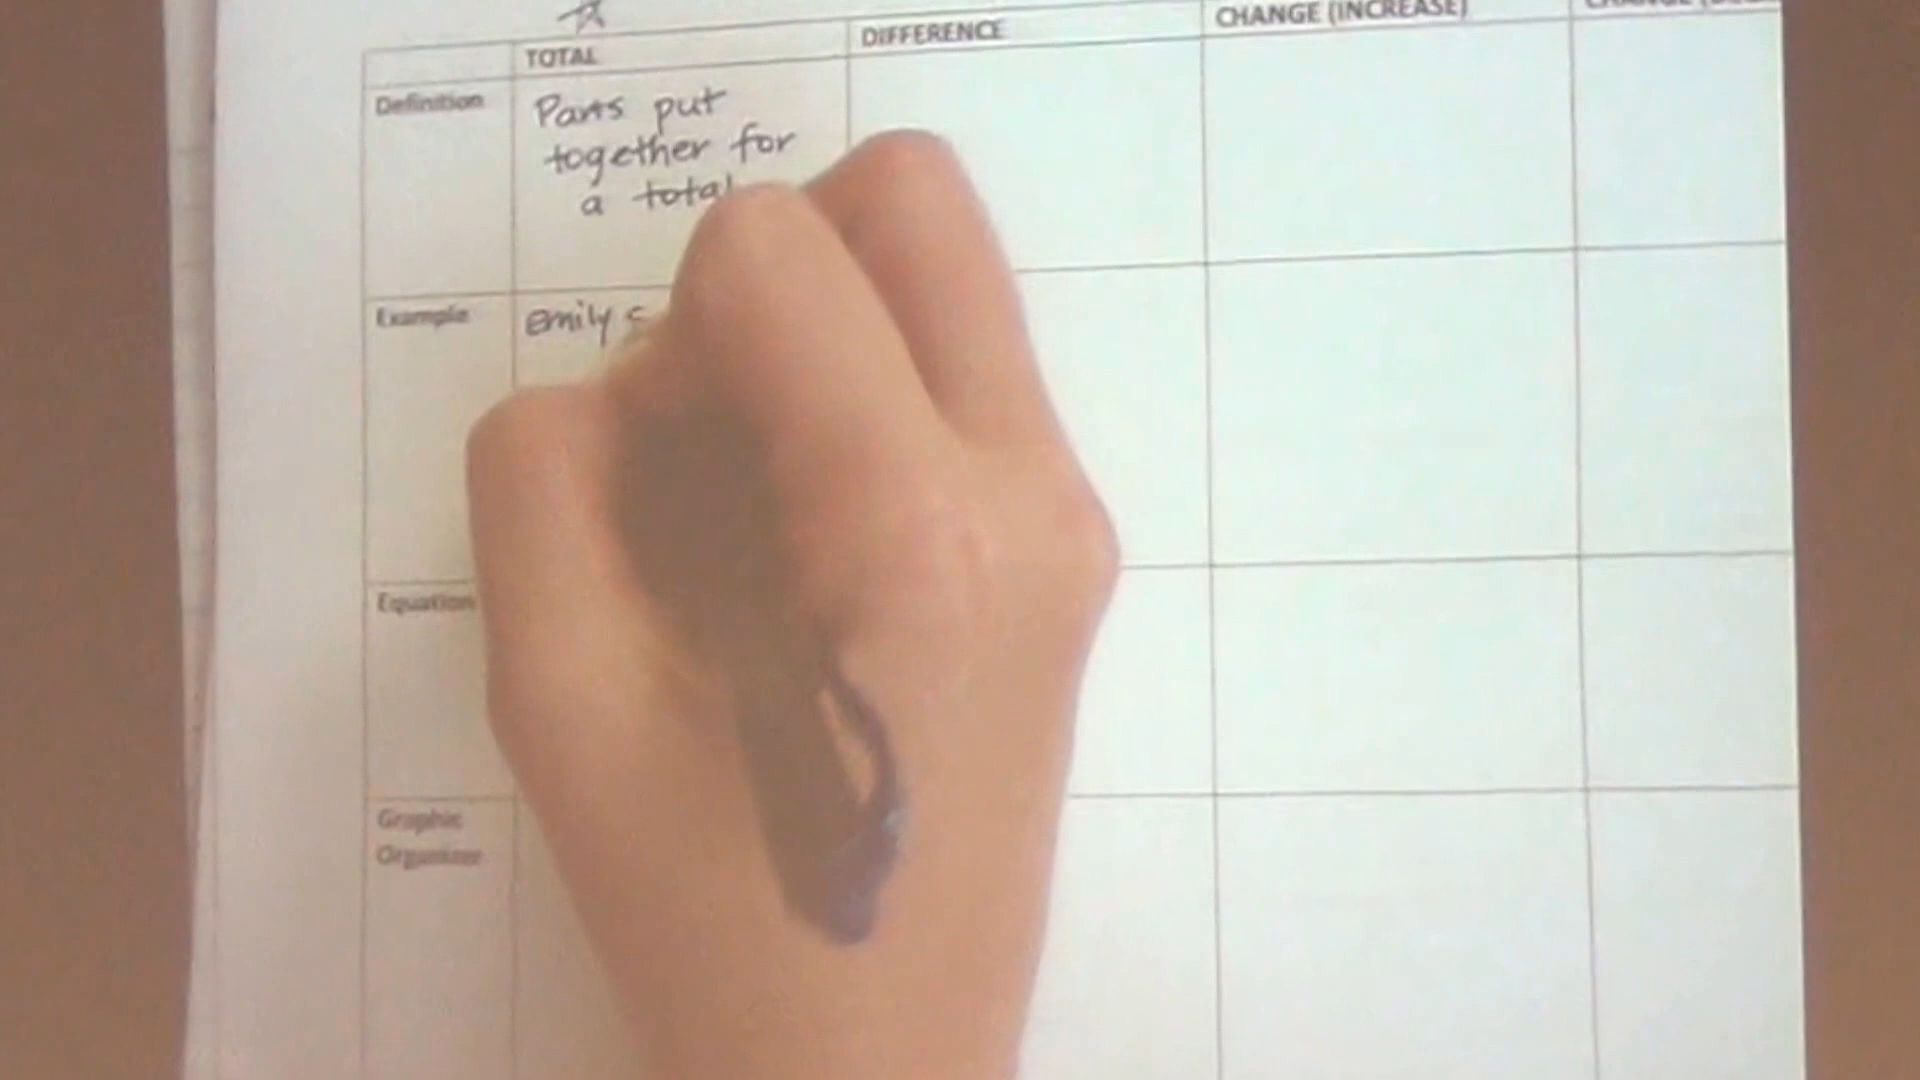 TOTAL
DIFFERENCE
CHANGE (INCREASE)
Definition
Parts put
together for
a total
Example
Emily c
Equation
Graphic
Organizer